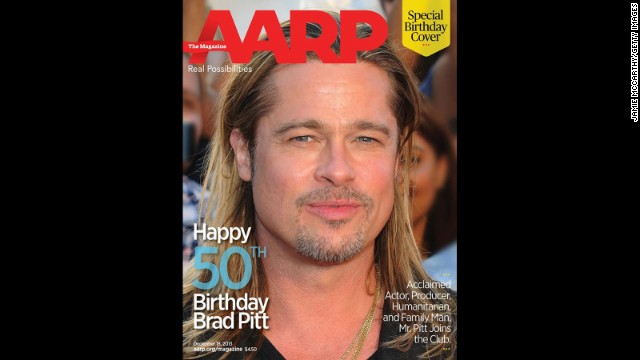 AARP
The Magazine
Real Possibilities
Special
Birthday
Cover
Happy
50TH
Birthday
Brad Pitt
Acclaimed
Actor, Producer,
Humanitarian,
and Family Man,
Mr. Pitt Joins
the Club.
December 18, 2013
aarp.org/magazine $4.50
JAMIE MCCARTHY/GETTY IMAGES